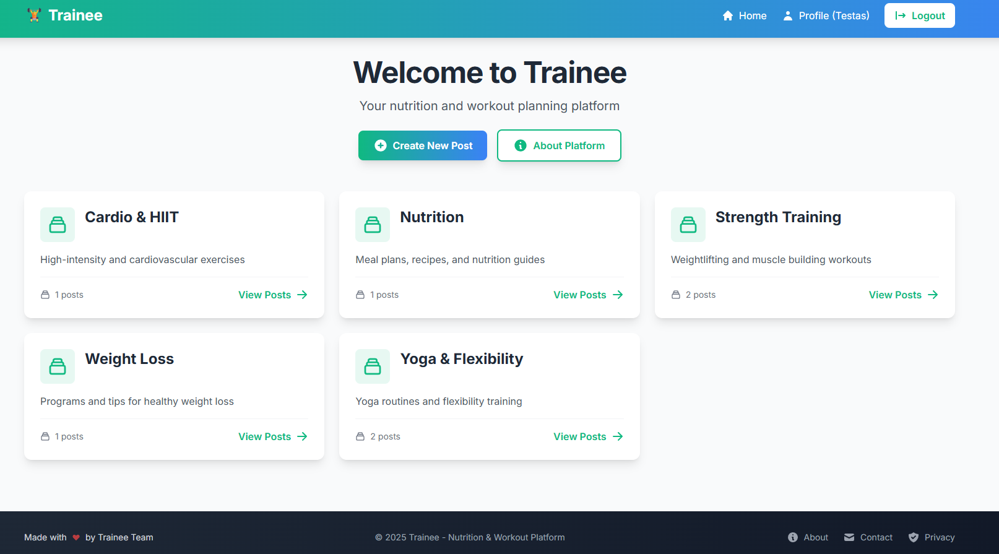 Trainee
Home
Profile (Testas)
Logout
Welcome to Trainee
Your nutrition and workout planning platform
Create New Post
About Platform
Cardio & HIIT
High-intensity and cardiovascular exercises
1 posts
View Posts
Nutrition
Meal plans, recipes, and nutrition guides
1 posts
View Posts
Strength Training
Weightlifting and muscle building workouts
2 posts
View Posts
Weight Loss
Programs and tips for healthy weight loss
1 posts
View Posts
Yoga & Flexibility
Yoga routines and flexibility training
2 posts
View Posts
Made with ❤ by Trainee Team
© 2025 Trainee - Nutrition & Workout Platform
About
Contact
Privacy